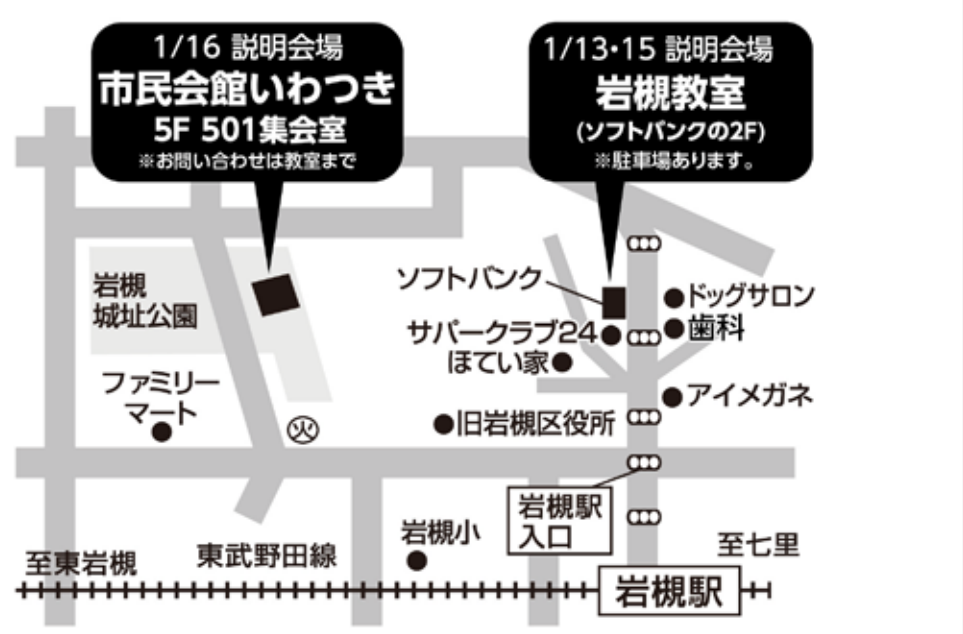 1/16 説明会場
市民会館いわつき
5F 501集会室
※お問い合わせは教室まで
1/13・15 説明会場
岩槻教室
(ソフトバンクの2F)
※駐車場あります。
岩槻
城址公園
ソフトバンク
ドッグサロン
サパークラブ24
歯科
ほてい家
ファミリー
マート
アイメガネ
火
旧岩槻区役所
岩槻駅
入口
岩槻小
至東岩槻
東武野田線
至七里
岩槻駅